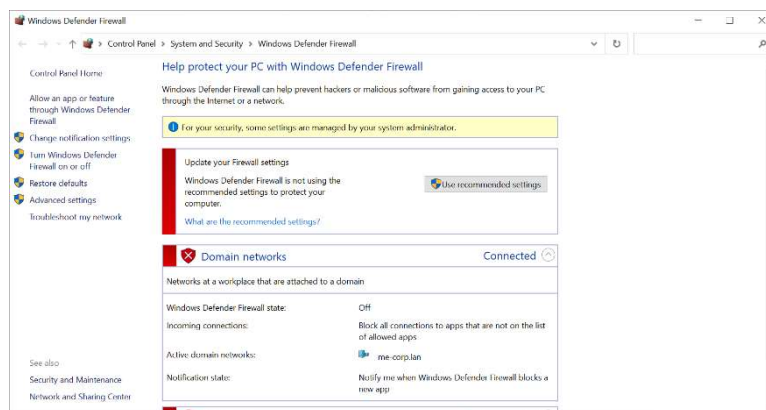 Windows Defender Firewall
Control Panel > System and Security > Windows Defender Firewall
Control Panel Home
Allow an app or feature
through Windows Defender
Firewall
Change notification settings
Turn Windows Defender
Firewall on or off
Restore defaults
Advanced settings
Troubleshoot my network
See also
Security and Maintenance
Network and Sharing Center
Help protect your PC with Windows Defender Firewall
Windows Defender Firewall can help prevent hackers or malicious software from gaining access to your PC
through the Internet or a network.
For your security, some settings are managed by your system administrator.
Update your Firewall settings
Windows Defender Firewall is not using the
recommended settings to protect your
computer.
What are the recommended settings?
Use recommended settings
Domain networks Connected
Networks at a workplace that are attached to a domain
Windows Defender Firewall state: Off
Incoming connections: Block all connections to apps that are not on the list
of allowed apps
Active domain networks: me-corp.lan
Notification state: Notify me when Windows Defender Firewall blocks a
new app